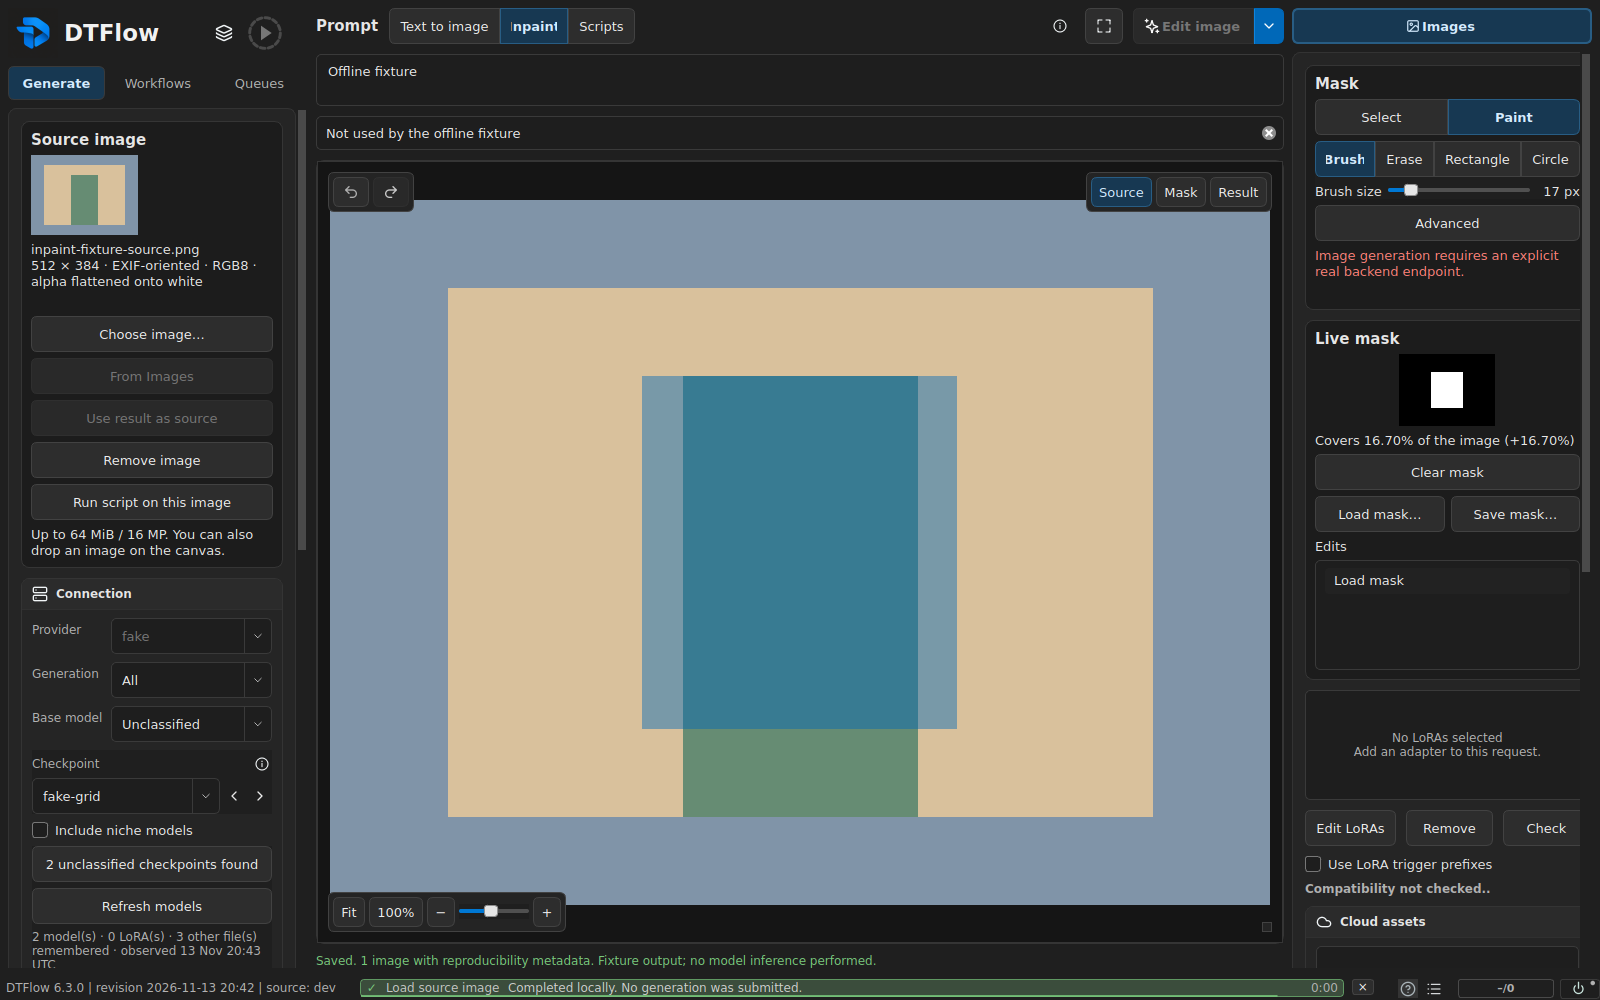 DTFlow
Prompt
Text to image
Inpaint
Scripts
Edit image
Images
Generate
Workflows
Queues
Offline fixture
Not used by the offline fixture
Source image
inpaint-fixture-source.png
512 × 384 · EXIF-oriented · RGB8 ·
alpha flattened onto white
Choose image...
From Images
Use result as source
Remove image
Run script on this image
Up to 64 MiB / 16 MP. You can also
drop an image on the canvas.
Connection
Provider
fake
Generation
All
Base model
Unclassified
Checkpoint
fake-grid
Include niche models
2 unclassified checkpoints found
Refresh models
2 model(s) · 0 LoRA(s) · 3 other file(s)
remembered · observed 13 Nov 20:43
UTC
Source
Mask
Result
Fit
100%
−
+
Saved. 1 image with reproducibility metadata. Fixture output; no model inference performed.
Mask
Select
Paint
Brush
Erase
Rectangle
Circle
Brush size
17 px
Advanced
Image generation requires an explicit
real backend endpoint.
Live mask
Covers 16.70% of the image (+16.70%)
Clear mask
Load mask...
Save mask...
Edits
Load mask
No LoRAs selected
Add an adapter to this request.
Edit LoRAs
Remove
Check
Use LoRA trigger prefixes
Compatibility not checked..
Cloud assets
DTFlow 6.3.0 | revision 2026-11-13 20:42 | source: dev
✓ Load source image Completed locally. No generation was submitted.
0:00
–/0